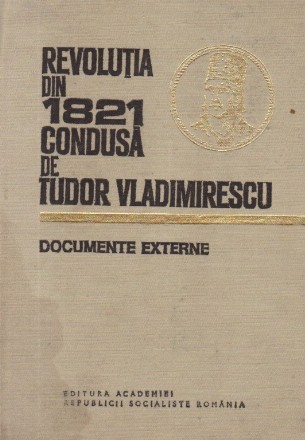 REVOLUȚIA
DIN
1821
CONDUSĂ
DE
TUDOR VLADIMIRESCU
DOCUMENTE EXTERNE
EDITURA ACADEMIEI
REPUBLICII SOCIALISTE ROMÂNIA